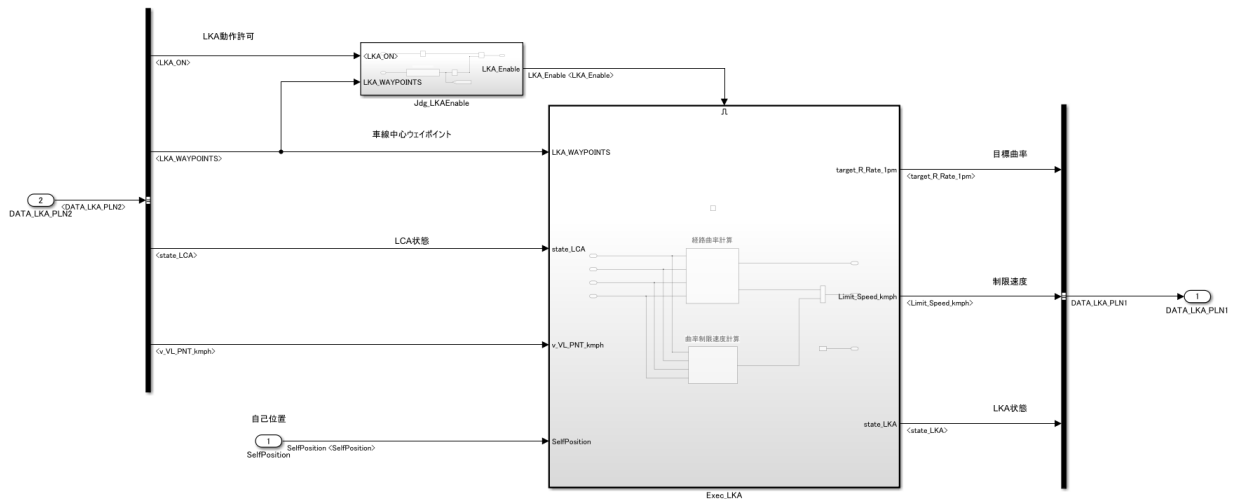 LKA動作許可
<LKA_ON>
<LKA_ON>
LKA_WAYPOINTS
LKA_Enable
LKA_Enable <LKA_Enable>
Jdg_LKAEnable
車線中心ウェイポイント
<LKA_WAYPOINTS>
LKA_WAYPOINTS
2
DATA_LKA_PLN2
<DATA_LKA_PLN2>
LCA状態
<state_LCA>
state_LCA
<v_VL_PNT_kmph>
v_VL_PNT_kmph
自己位置
1
SelfPosition
SelfPosition <SelfPosition>
SelfPosition
経路曲率計算
曲率制限速度計算
target_R_Rate_1pm
目標曲率
<target_R_Rate_1pm>
Limit_Speed_kmph
制限速度
<Limit_Speed_kmph>
state_LKA
LKA状態
<state_LKA>
Exec_LKA
DATA_LKA_PLN1
1
DATA_LKA_PLN1